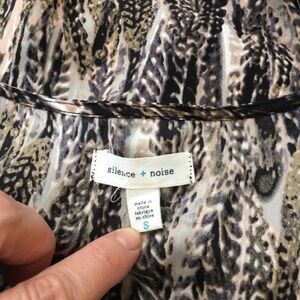 silence + noise
made in
china
fabriqué
en chine
S